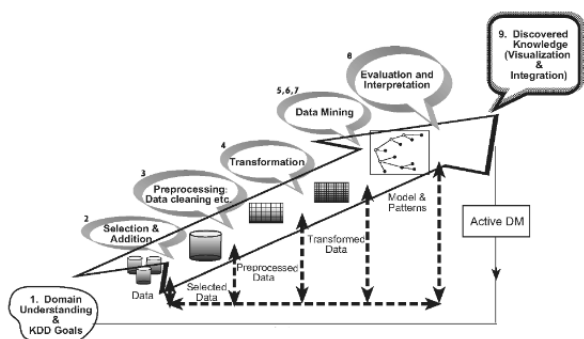 8
9. Discovered
Knowledge
(Visualization
&
Integration)
Evaluation and
Interpretation
5,6,7
Data Mining
4
Transformation
3
Preprocessing:
Data cleaning etc.
2
Selection
& Addition
Model &
Patterns
Transformed
Data
Preprocessed
Data
Selected
Data
Data
Active DM
1. Domain
Understanding
&
KDD Goals